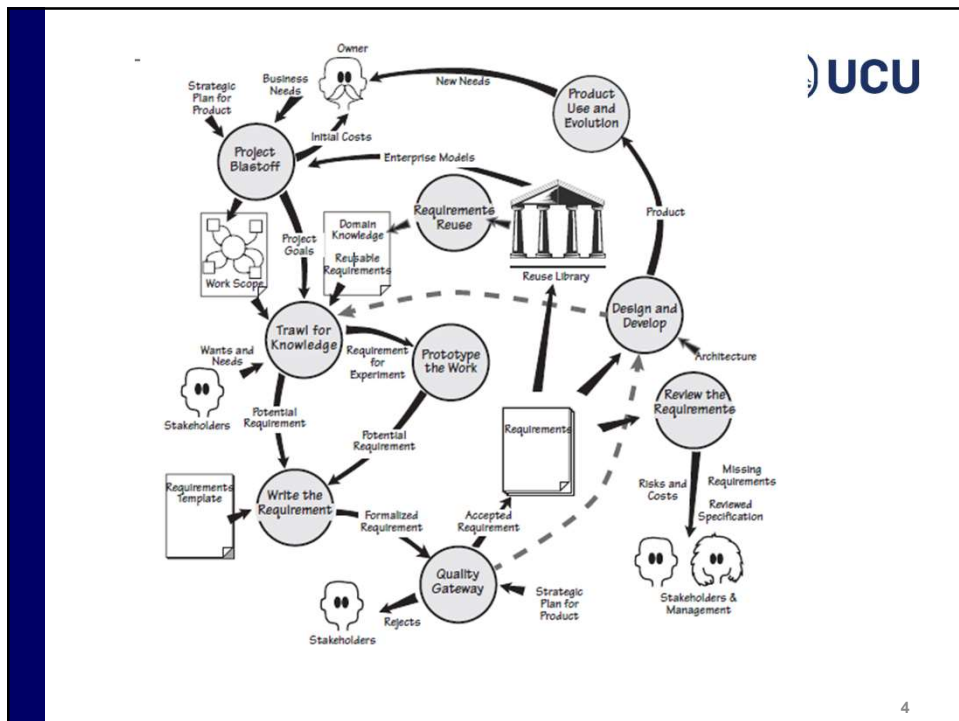 UCU
Owner
New Needs
Business
Needs
Strategic
Plan for
Product
Product
Use and
Evolution
Initial Costs
Project
Blastoff
Enterprise Models
Requirements
Reuse
Domain
Knowledge
Reusable
Requirements
Product
Project
Goals
Work Scope
Reuse Library
Design and
Develop
Trawl for
Knowledge
Wants and
Needs
Requirement
for
Experiment
Prototype
the Work
Architecture
Review the
Requirements
Stakeholders
Potential
Requirement
Potential
Requirement
Requirements
Requirements
Template
Write the
Requirement
Formalized
Requirement
Accepted
Requirement
Risks and
Costs
Missing
Requirements
Reviewed
Specification
Quality
Gateway
Strategic
Plan for
Product
Rejects
Stakeholders
Stakeholders &
Management
4